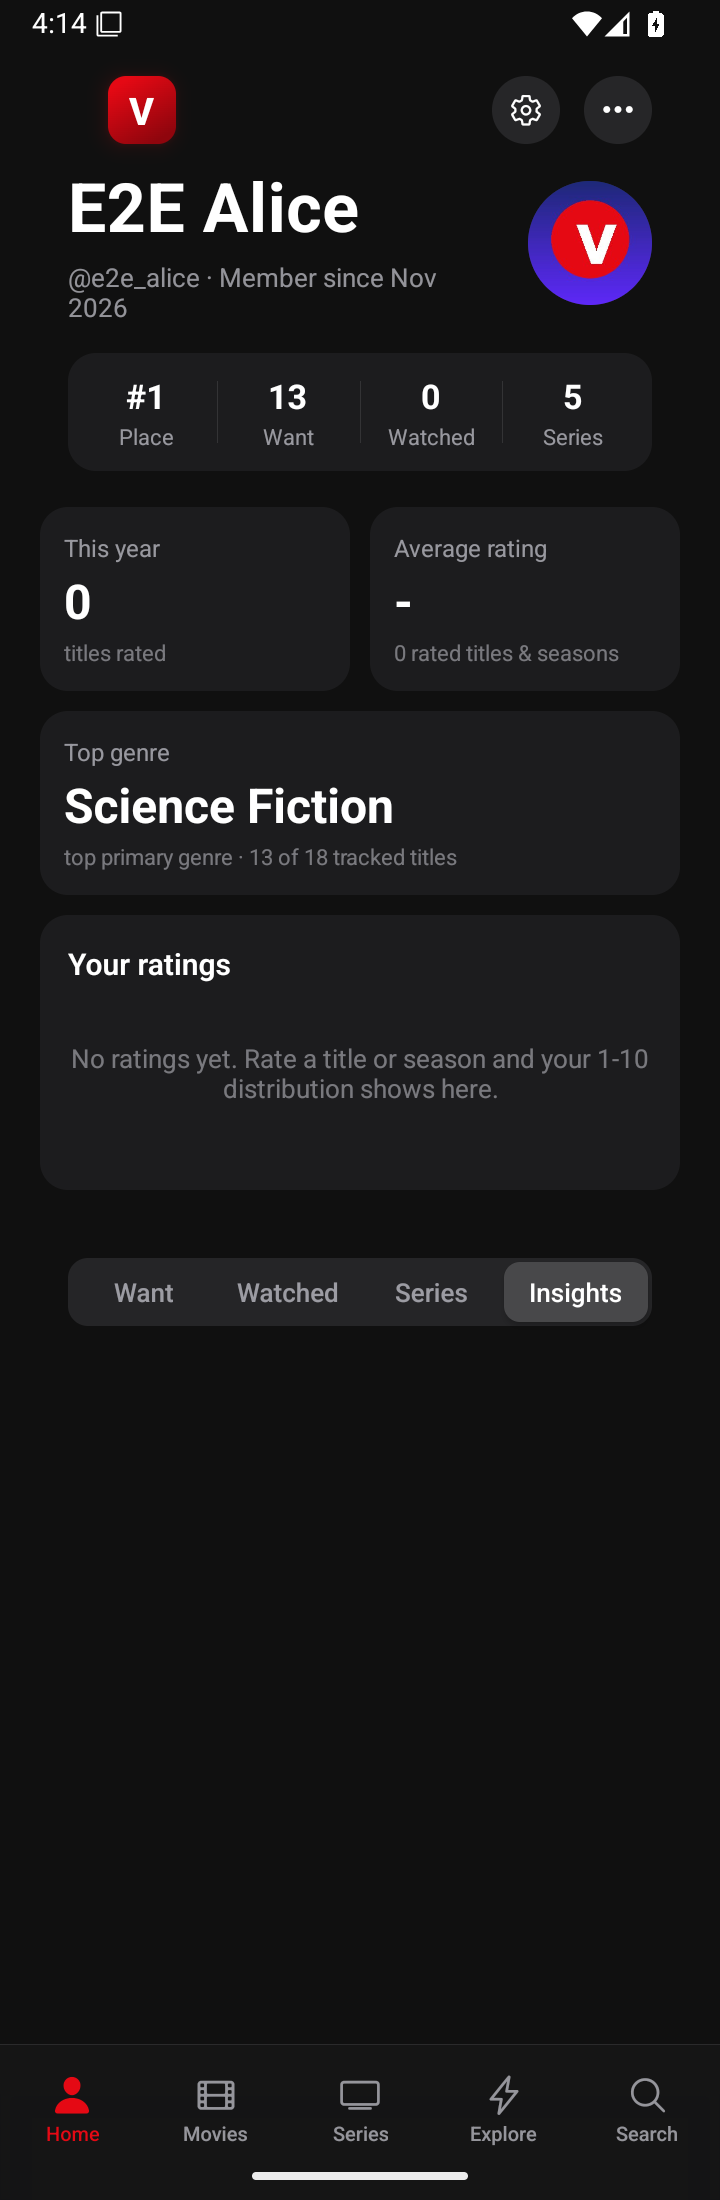 4:14
V
E2E Alice
V
@e2e_alice · Member since Nov
2026
#1
Place
13
Want
0
Watched
5
Series
This year
0
titles rated
Average rating
-
0 rated titles & seasons
Top genre
Science Fiction
top primary genre · 13 of 18 tracked titles
Your ratings
No ratings yet. Rate a title or season and your 1-10
distribution shows here.
Want
Watched
Series
Insights
Home
Movies
Series
Explore
Search